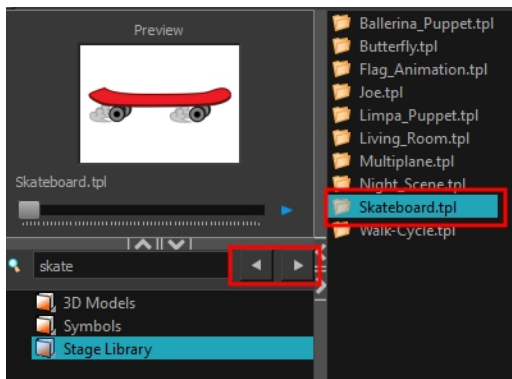 Preview
Skateboard.tpl
skate
3D Models
Symbols
Stage Library
Ballerina_Puppet.tpl
Butterfly.tpl
Flag_Animation.tpl
Joe.tpl
Limpa_Puppet.tpl
Living_Room.tpl
Multiplane.tpl
Night_Scene.tpl
Skateboard.tpl
Walk-Cycle.tpl